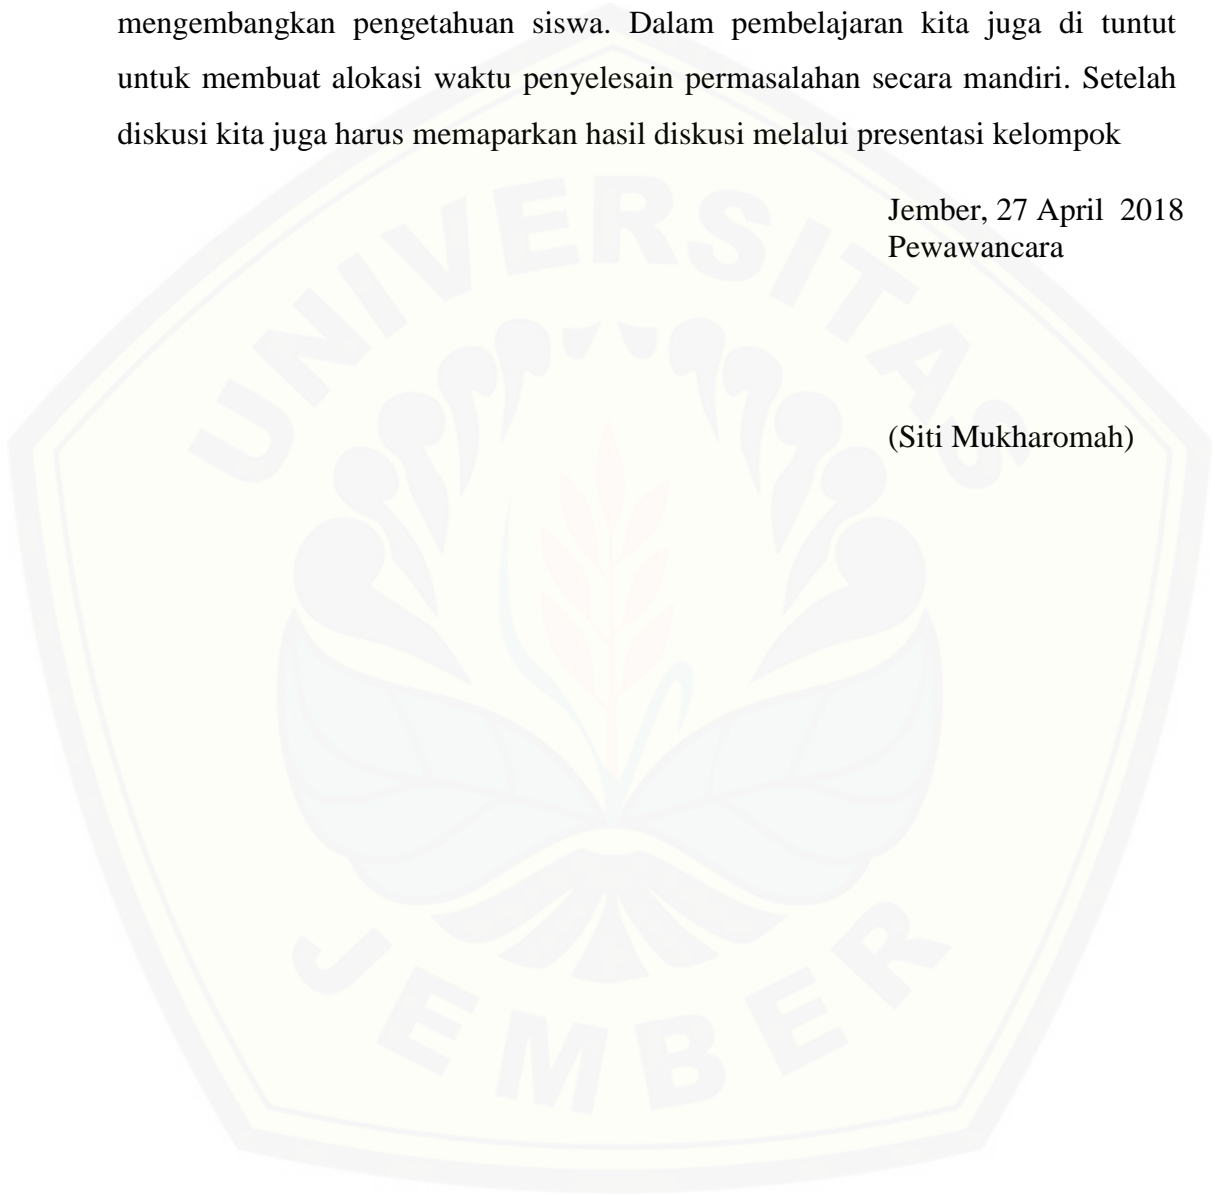 mengembangkan pengetahuan siswa. Dalam pembelajaran kita juga di tuntut
untuk membuat alokasi waktu penyelesain permasalahan secara mandiri. Setelah
diskusi kita juga harus memaparkan hasil diskusi melalui presentasi kelompok
Jember, 27 April 2018
Pewawancara
(Siti Mukharomah)
UNIVERSITAS
JEMBER